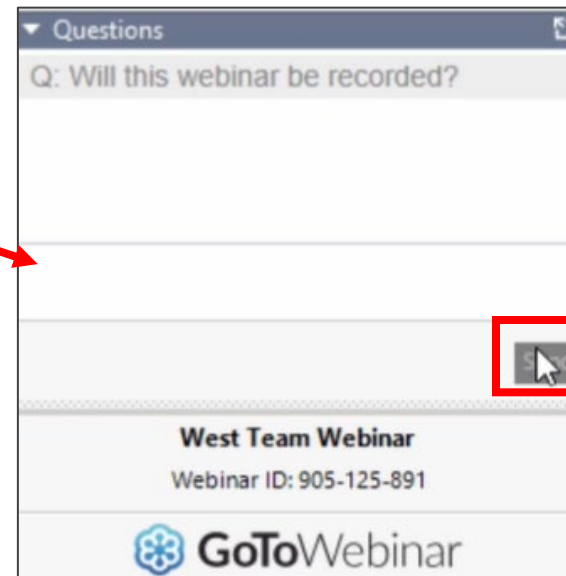 Questions
Q: Will this webinar be recorded?
West Team Webinar
Webinar ID: 905-125-891
GoToWebinar